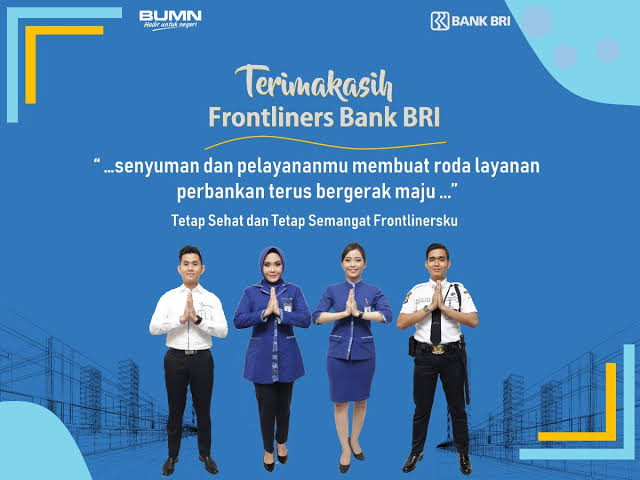 BUMN
Hadir untuk negeri
BANK BRI
Terimakasih
Frontliners Bank BRI
“ ...senyuman dan pelayananmu membuat roda layanan
perbankan terus bergerak maju ...”
Tetap Sehat dan Tetap Semangat Frontlinersku